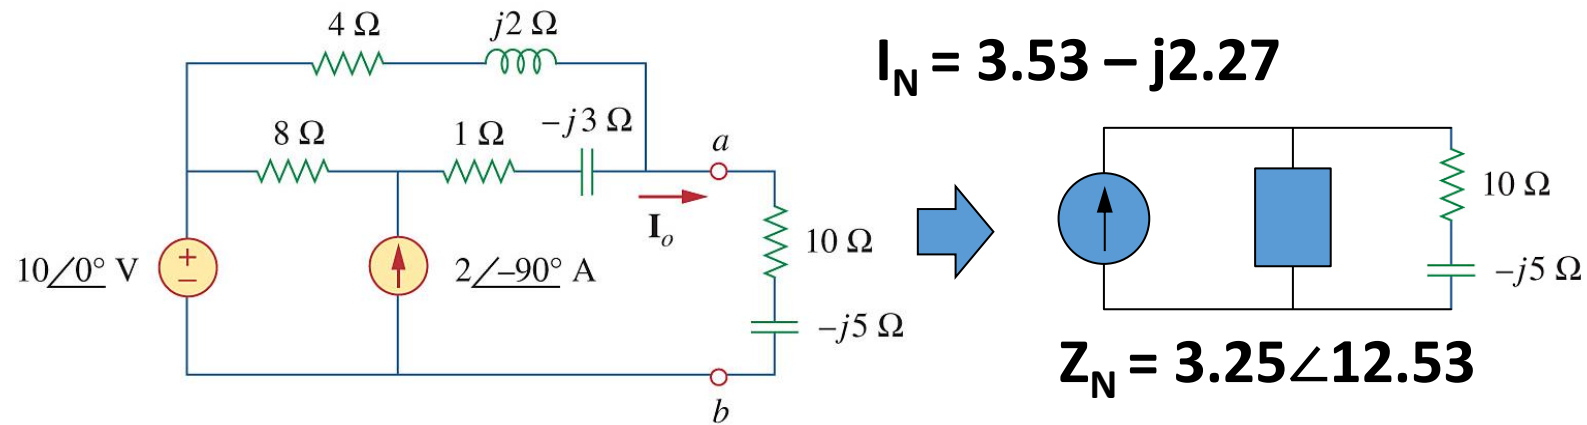 4 Ω
j2 Ω
8 Ω
1 Ω
−j3 Ω
a
I_o
10∠0° V
+
−
2∠−90° A
10 Ω
−j5 Ω
b
I_N = 3.53 – j2.27
10 Ω
−j5 Ω
Z_N = 3.25∠12.53